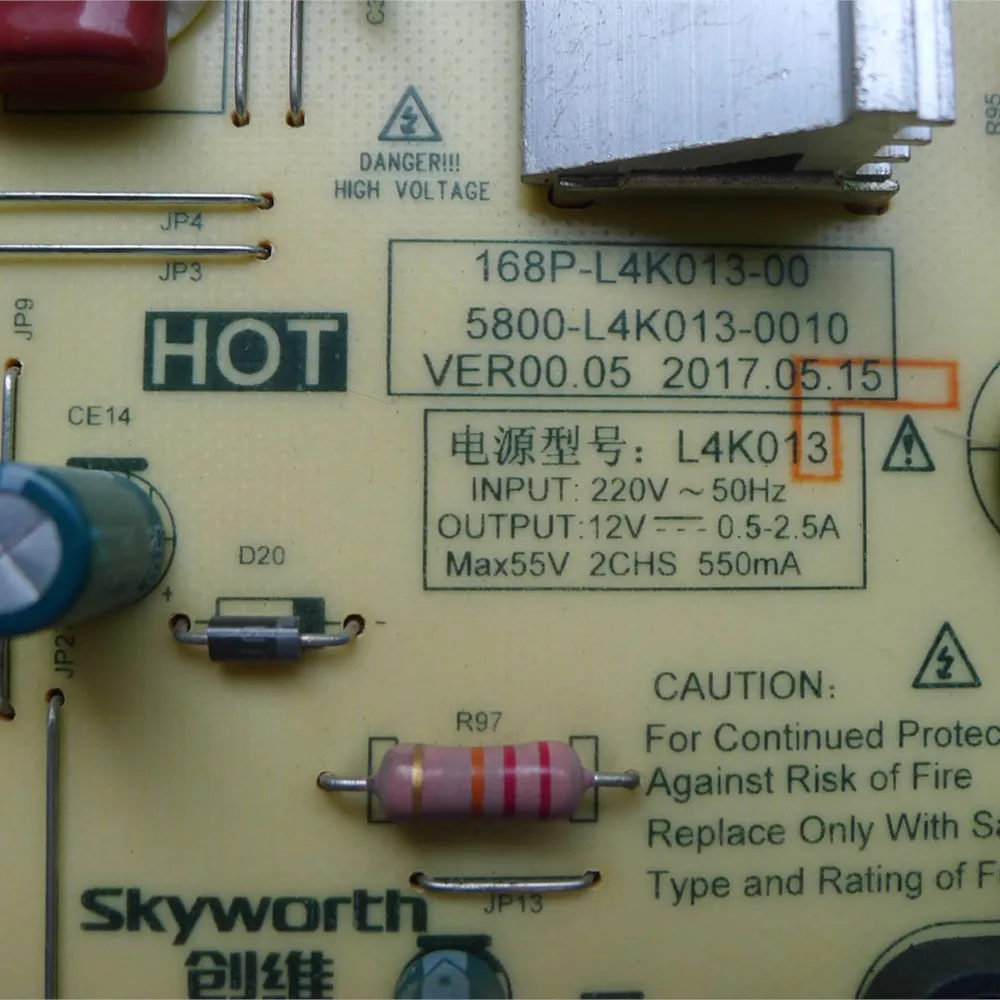 C3
R95
DANGER!!!
HIGH VOLTAGE
JP4
JP3
168P-L4K013-00
5800-L4K013-0010
VER00.05 2017.05.15
JP9
HOT
CE14
电源型号: L4K013
INPUT: 220V ~ 50Hz
OUTPUT:12V⎓ 0.5-2.5A
Max55V 2CHS 550mA
D20
+
-
JP2
CAUTION:
R97
For Continued Protec
Against Risk of Fire
Replace Only With Sa
Type and Rating of F
JP13
Skyworth
创维